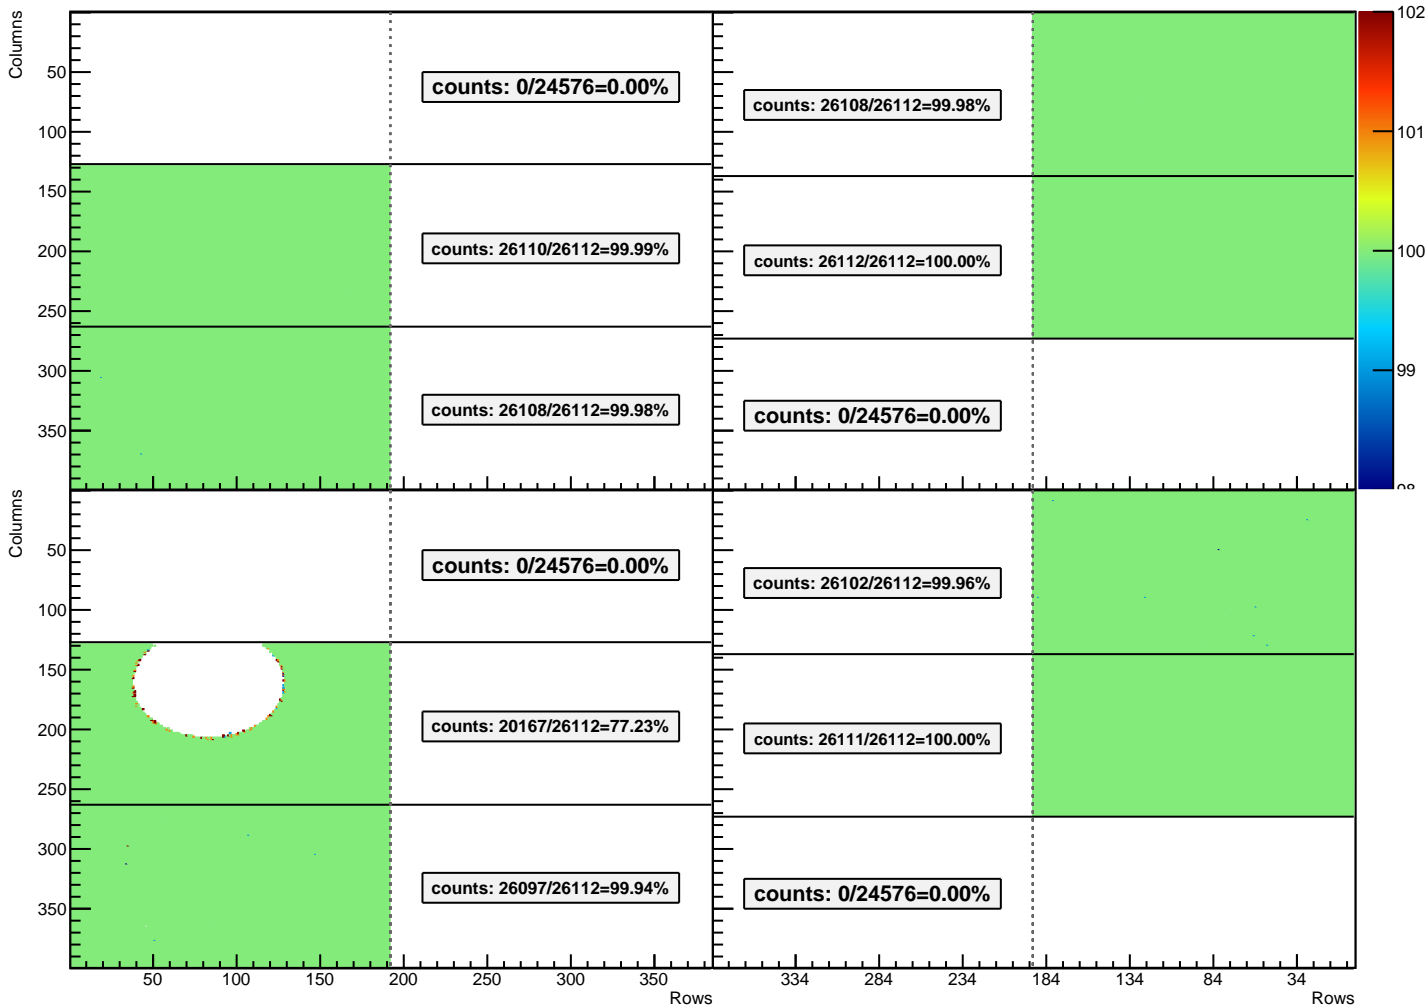 Columns
50
100
150
200
250
300
350
counts: 0/24576=0.00%
counts: 26110/26112=99.99%
counts: 26108/26112=99.98%
counts: 26108/26112=99.98%
counts: 26112/26112=100.00%
counts: 0/24576=0.00%
102
101
100
99
98
Columns
50
100
150
200
250
300
350
counts: 0/24576=0.00%
counts: 20167/26112=77.23%
counts: 26097/26112=99.94%
counts: 26102/26112=99.96%
counts: 26111/26112=100.00%
counts: 0/24576=0.00%
50 100 150 200 250 300 350
Rows
334 284 234 184 134 84 34
Rows